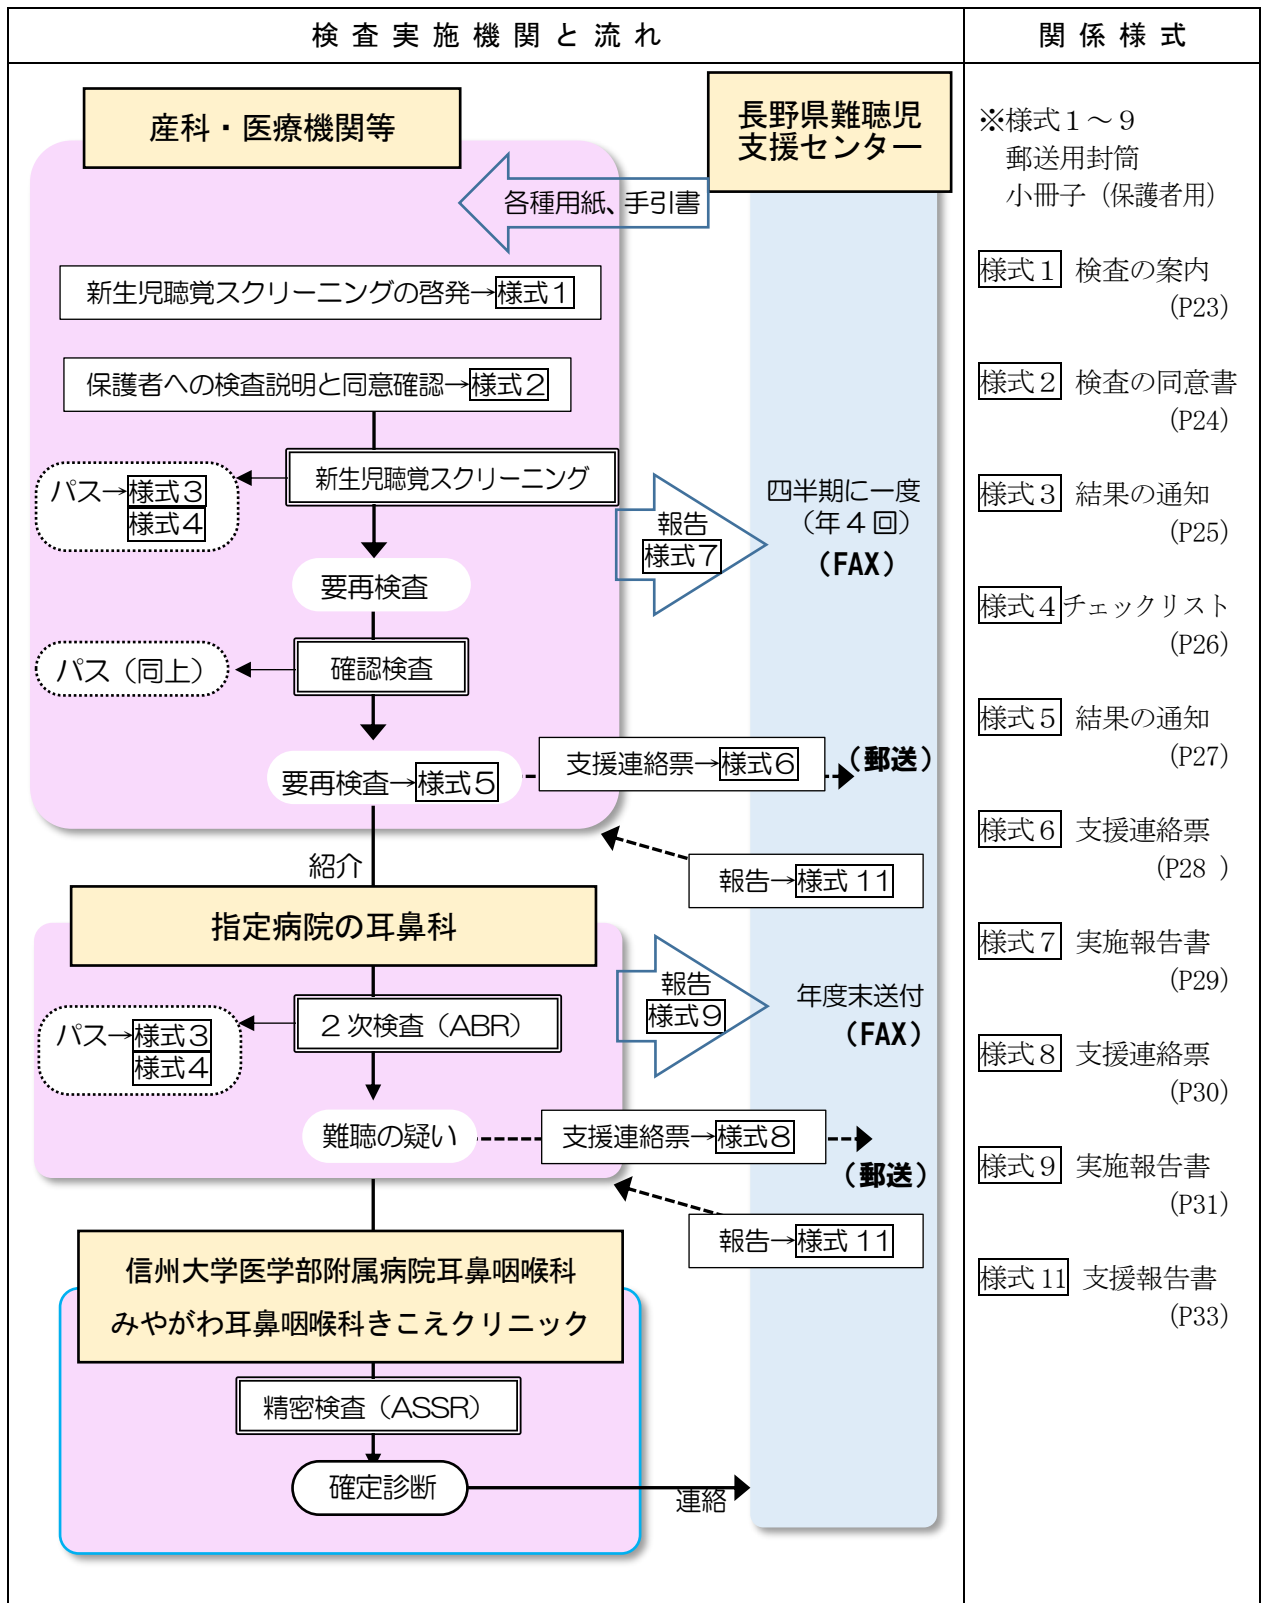 検査実施機関と流れ
関係様式
産科・医療機関等
長野県難聴児
支援センター
各種用紙、手引書
新生児聴覚スクリーニングの啓発→様式1
保護者への検査説明と同意確認→様式2
新生児聴覚スクリーニング
パス→様式3
様式4
報告
様式7
四半期に一度
（年４回）
（FAX）
要再検査
確認検査
パス（同上）
要再検査→様式5
支援連絡票→様式6
（郵送）
報告→様式 11
紹介
指定病院の耳鼻科
2 次検査（ABR）
パス→様式3
様式4
報告
様式9
年度末送付
（FAX）
難聴の疑い
支援連絡票→様式8
（郵送）
報告→様式 11
信州大学医学部附属病院耳鼻咽喉科
みやがわ耳鼻咽喉科きこえクリニック
精密検査（ASSR）
確定診断
連絡
※様式１～９
郵送用封筒
小冊子（保護者用）
様式１ 検査の案内
（P23）
様式２ 検査の同意書
（P24）
様式３ 結果の通知
（P25）
様式４チェックリスト
（P26）
様式５ 結果の通知
（P27）
様式６ 支援連絡票
（P28 ）
様式７ 実施報告書
（P29）
様式８ 支援連絡票
（P30）
様式９ 実施報告書
（P31）
様式 11 支援報告書
（P33）